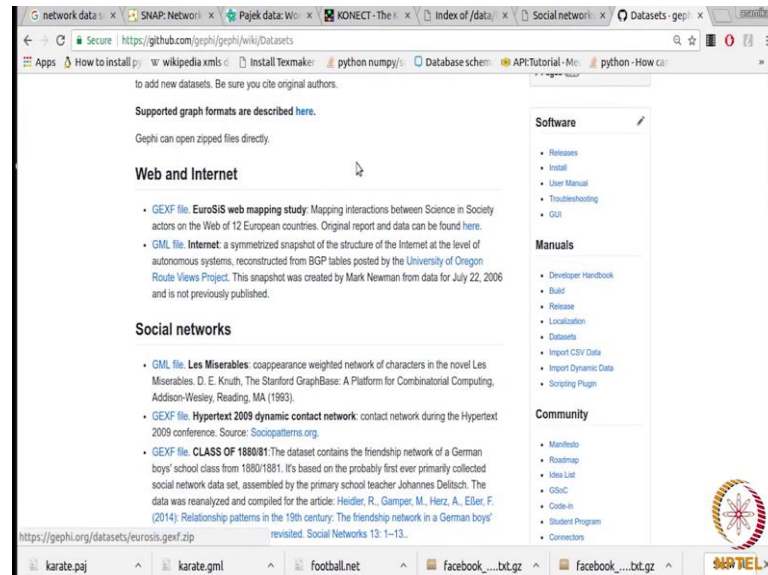 network data s
SNAP: Network
Pajek data: Wor
KONECT - The K
Index of /data/
Social network
Datasets · gep
Secure | https://github.com/gephi/gephi/wiki/Datasets
Apps How to install py wikipedia xmls d Install Texmaker python numpy/s Database schem API:Tutorial - Me python - How ca »
to add new datasets. Be sure you cite original authors.
Supported graph formats are described here.
Gephi can open zipped files directly.
Web and Internet
• GEXF file. EuroSiS web mapping study: Mapping interactions between Science in Society
actors on the Web of 12 European countries. Original report and data can be found here.
• GML file. Internet: a symmetrized snapshot of the structure of the Internet at the level of
autonomous systems, reconstructed from BGP tables posted by the University of Oregon
Route Views Project. This snapshot was created by Mark Newman from data for July 22, 2006
and is not previously published.
Social networks
• GML file. Les Miserables: coappearance weighted network of characters in the novel Les
Miserables. D. E. Knuth, The Stanford GraphBase: A Platform for Combinatorial Computing,
Addison-Wesley, Reading, MA (1993).
• GEXF file. Hypertext 2009 dynamic contact network: contact network during the Hypertext
2009 conference. Source: Sociopatterns.org.
• GEXF file. CLASS OF 1880/81:The dataset contains the friendship network of a German
boys' school class from 1880/1881. It's based on the probably first ever primarily collected
social network data set, assembled by the primary school teacher Johannes Delitsch. The
data was reanalyzed and compiled for the article: Heidler, R., Gamper, M., Herz, A., Eßer, F.
(2014): Relationship patterns in the 19th century: The friendship network in a German boys'
revisited. Social Networks 13: 1–13..
https://gephi.org/datasets/eurosis.gexf.zip
Software
• Releases
• Install
• User Manual
• Troubleshooting
• GUI
Manuals
• Developer Handbook
• Build
• Release
• Localization
• Datasets
• Import CSV Data
• Import Dynamic Data
• Scripting Plugin
Community
• Manifesto
• Roadmap
• Idea List
• GSoC
• Code-in
• Student Program
• Connectors
karate.paj
karate.gml
football.net
facebook_....txt.gz
facebook_....txt.gz
NPTEL